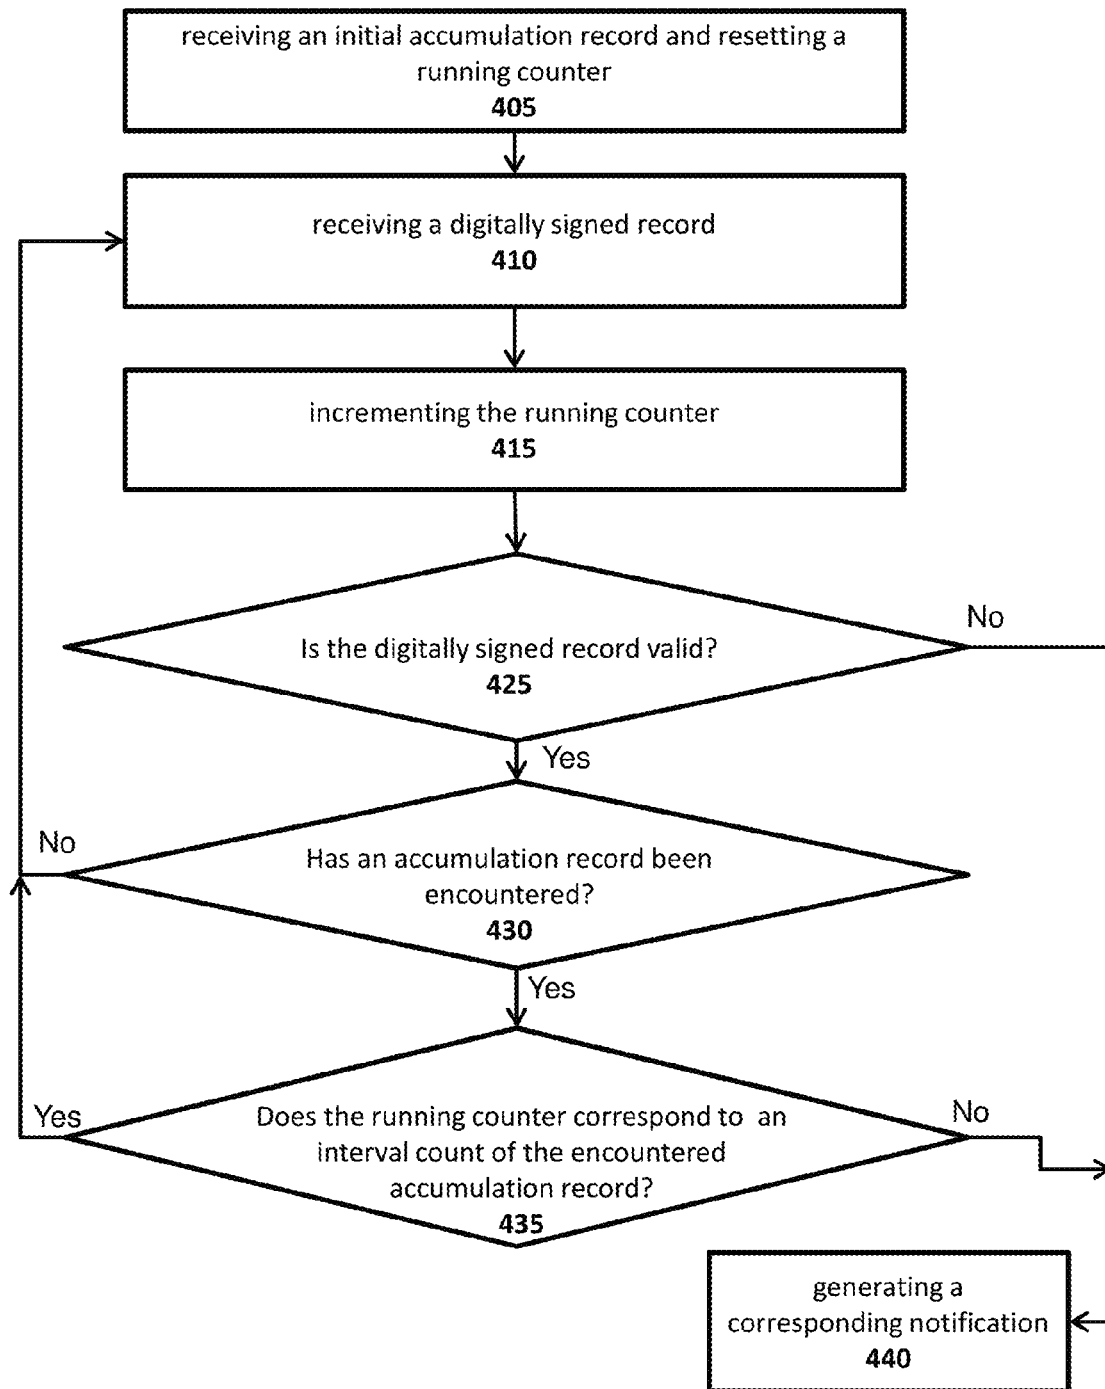 receiving an initial accumulation record and resetting a
running counter
405
receiving a digitally signed record
410
incrementing the running counter
415
No
Is the digitally signed record valid?
425
Yes
No
Has an accumulation record been
encountered?
430
Yes
Yes
No
Does the running counter correspond to an
interval count of the encountered
accumulation record?
435
generating a
corresponding notification
440